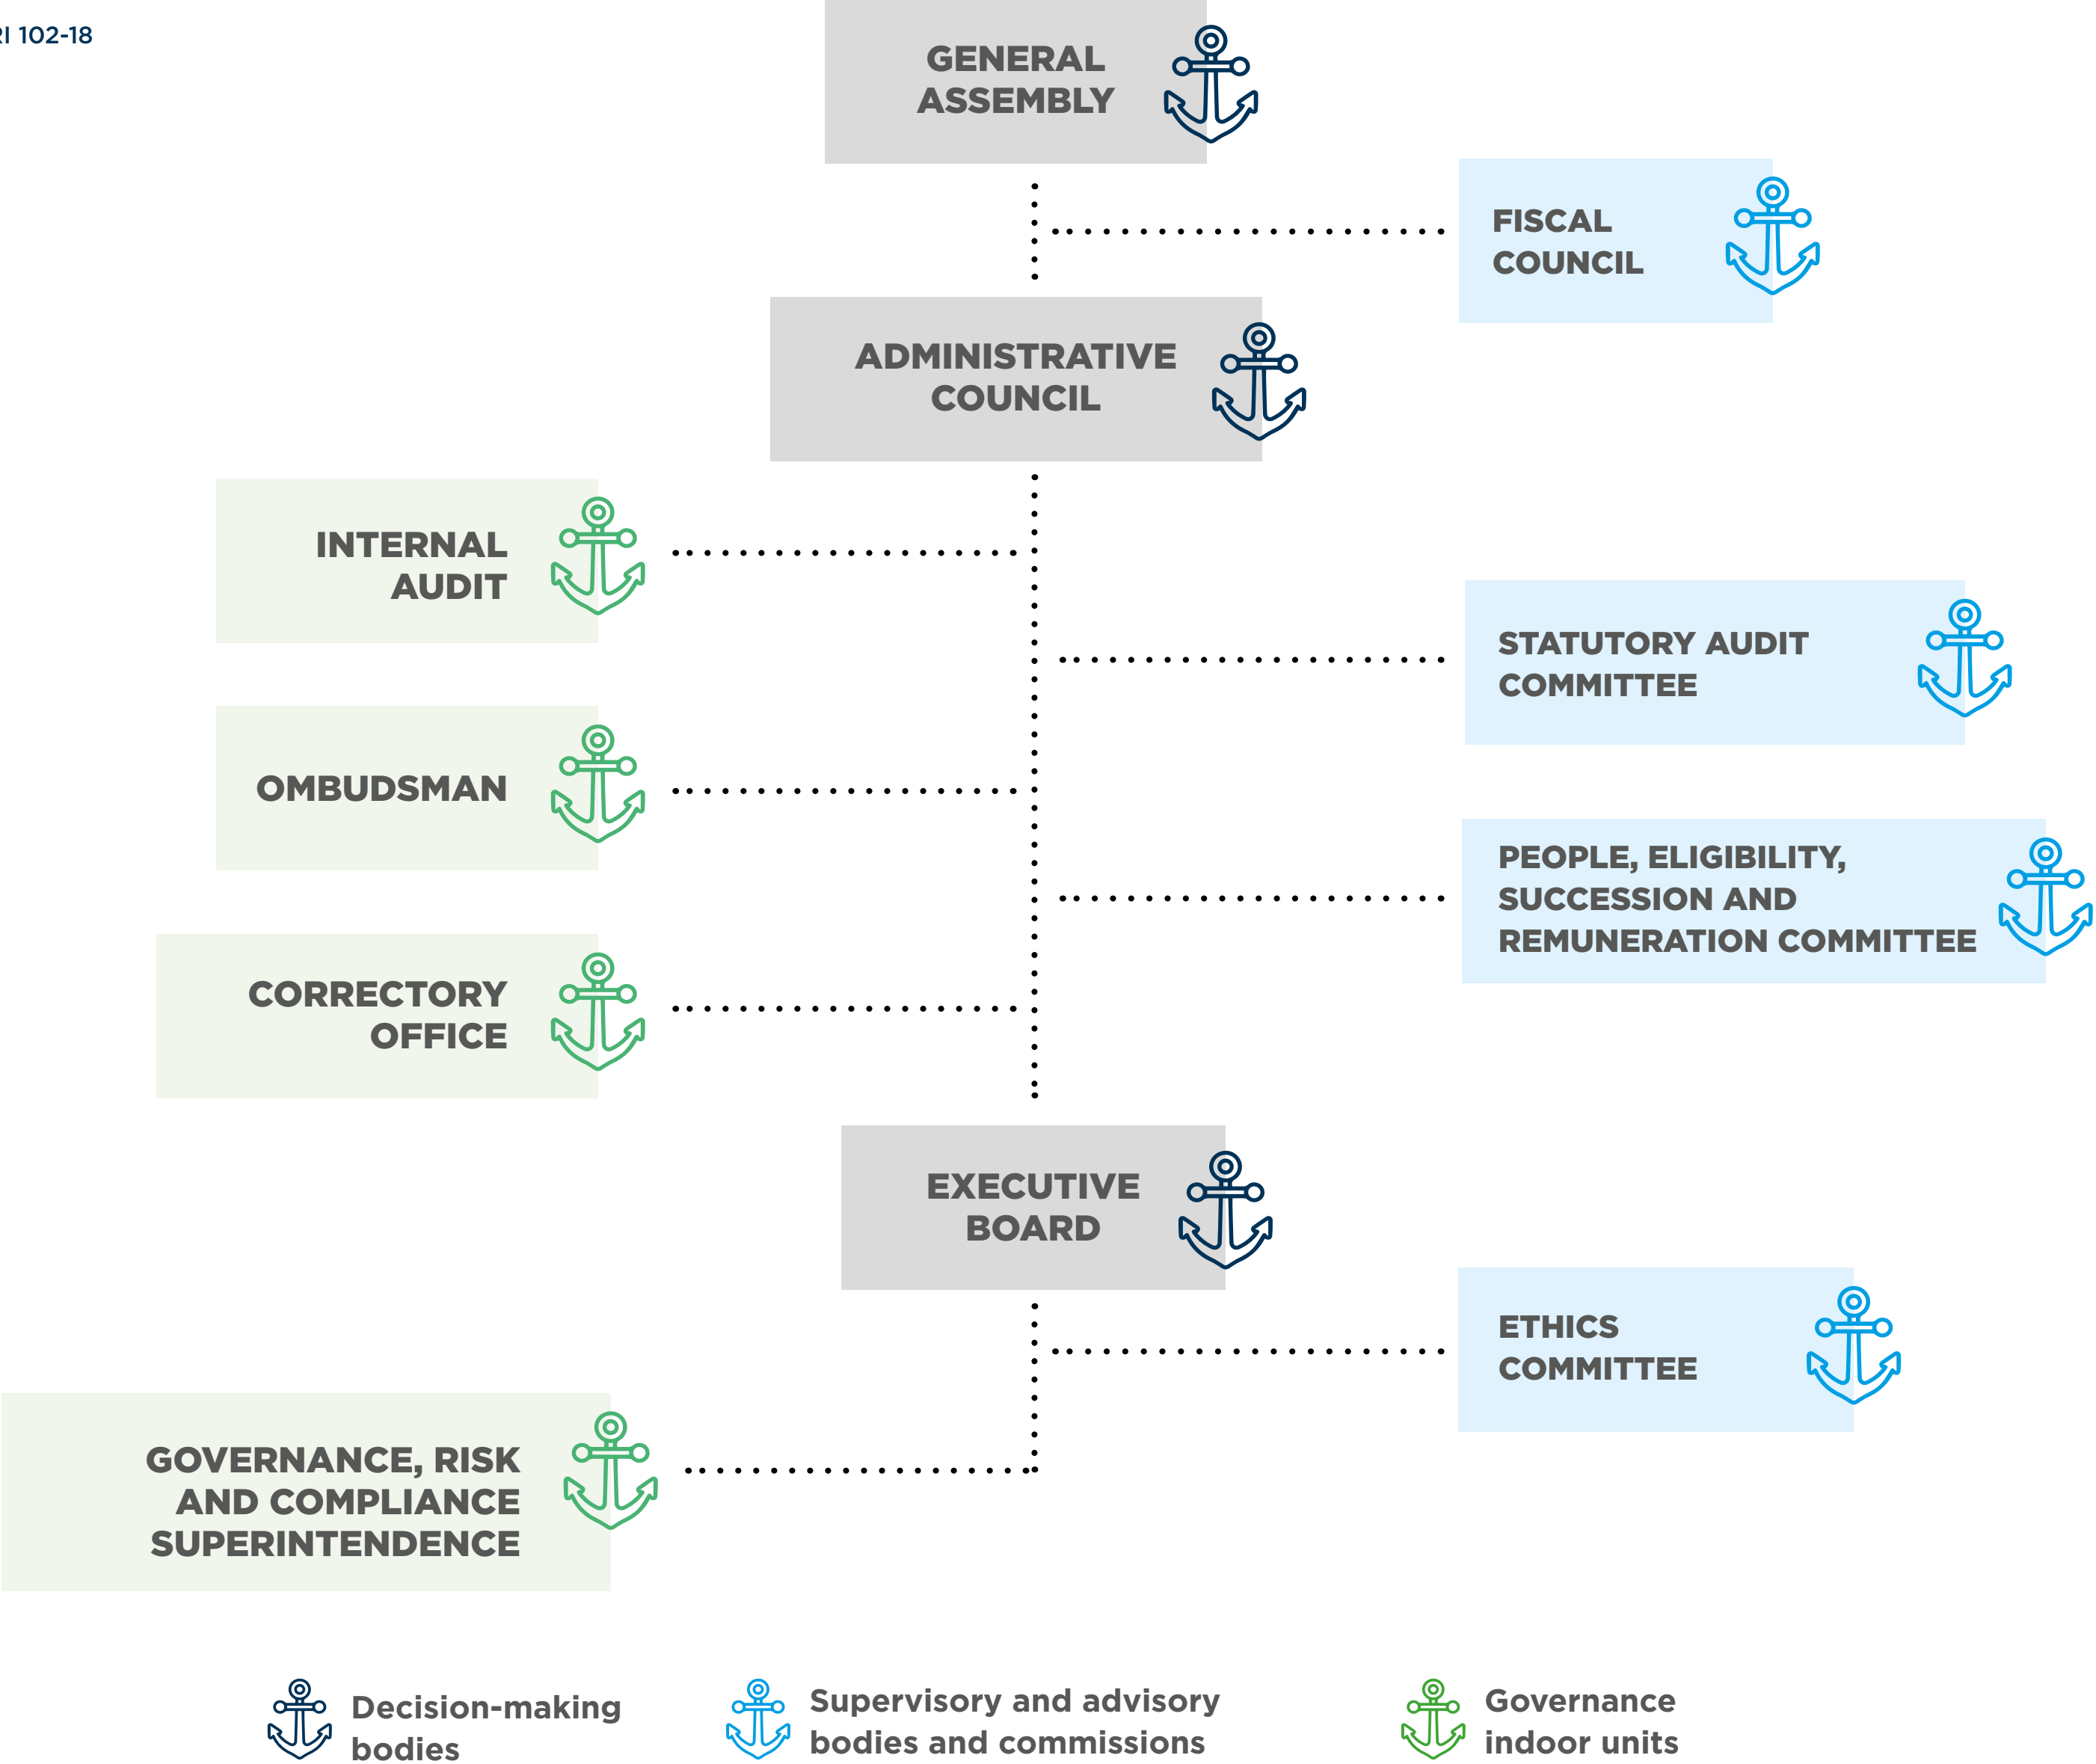 RI 102-18
GENERAL
ASSEMBLY
FISCAL
COUNCIL
ADMINISTRATIVE
COUNCIL
INTERNAL
AUDIT
STATUTORY AUDIT
COMMITTEE
OMBUDSMAN
PEOPLE, ELIGIBILITY,
SUCCESSION AND
REMUNERATION COMMITTEE
CORRECTORY
OFFICE
EXECUTIVE
BOARD
ETHICS
COMMITTEE
GOVERNANCE, RISK
AND COMPLIANCE
SUPERINTENDENCE
Decision-making
bodies
Supervisory and advisory
bodies and commissions
Governance
indoor units